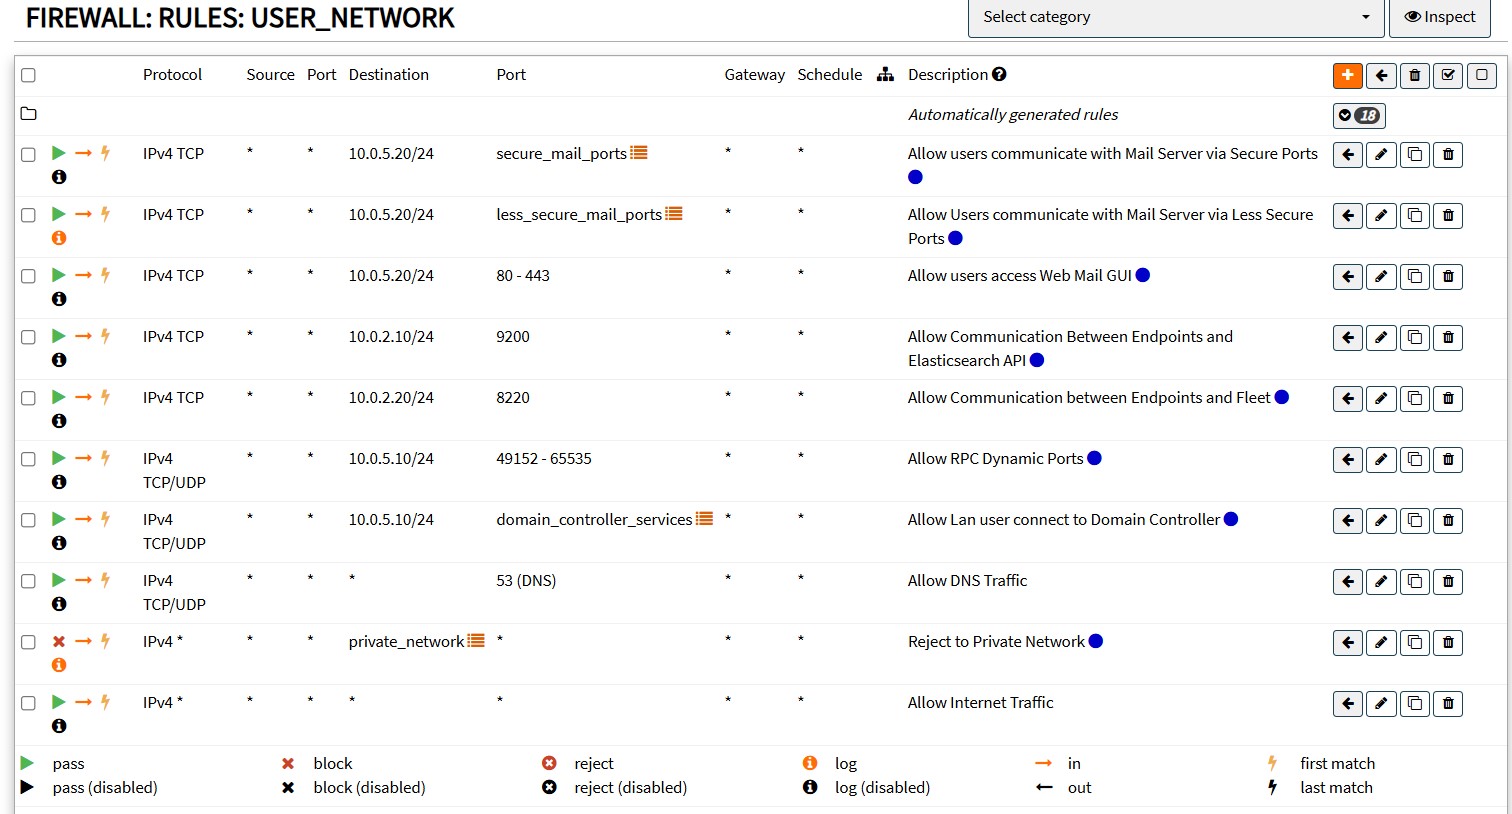 FIREWALL: RULES: USER_NETWORK
Select category
Inspect
Protocol Source Port Destination Port Gateway Schedule Description
Automatically generated rules 18
IPv4 TCP * * 10.0.5.20/24 secure_mail_ports * * Allow users communicate with Mail Server via Secure Ports
IPv4 TCP * * 10.0.5.20/24 less_secure_mail_ports * * Allow Users communicate with Mail Server via Less Secure
Ports
IPv4 TCP * * 10.0.5.20/24 80 - 443 * * Allow users access Web Mail GUI
IPv4 TCP * * 10.0.2.10/24 9200 * * Allow Communication Between Endpoints and
Elasticsearch API
IPv4 TCP * * 10.0.2.20/24 8220 * * Allow Communication between Endpoints and Fleet
IPv4 * * 10.0.5.10/24 49152 - 65535 * * Allow RPC Dynamic Ports
TCP/UDP
IPv4 * * 10.0.5.10/24 domain_controller_services * * Allow Lan user connect to Domain Controller
TCP/UDP
IPv4 * * * 53 (DNS) * * Allow DNS Traffic
TCP/UDP
IPv4 * * * private_network * * * Reject to Private Network
IPv4 * * * * * * * Allow Internet Traffic
pass block reject log in first match
pass (disabled) block (disabled) reject (disabled) log (disabled) out last match